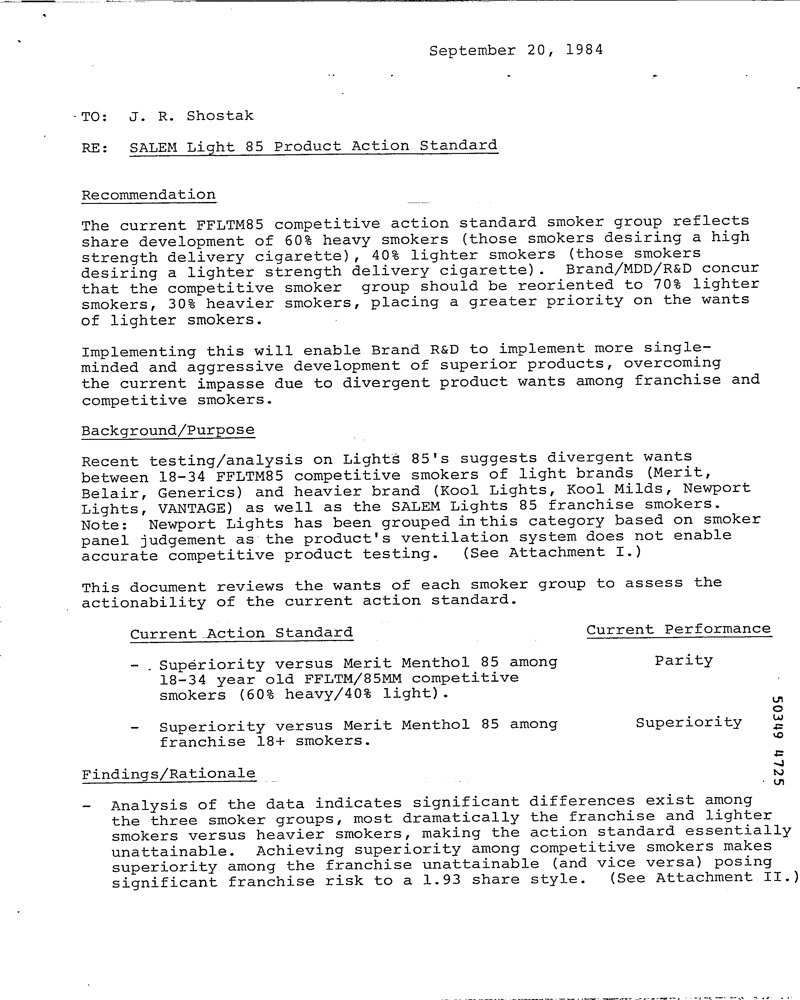 September 20, 1984
TO: J. R. Shostak
RE: SALEM Light 85 Product Action Standard
Recommendation
The current FFLTM85 competitive action standard smoker group reflects
share development of 60% heavy smokers (those smokers desiring a high
strength delivery cigarette), 40% lighter smokers (those smokers
desiring a lighter strength delivery cigarette). Brand/MDD/R&D concur
that the competitive smoker group should be reoriented to 70% lighter
smokers, 30% heavier smokers, placing a greater priority on the wants
of lighter smokers.
Implementing this will enable Brand R&D to implement more single-
minded and aggressive development of superior products, overcoming
the current impasse due to divergent product wants among franchise and
competitive smokers.
Background/Purpose
Recent testing/analysis on Lights 85's suggests divergent wants
between 18-34 FFLTM85 competitive smokers of light brands (Merit,
Belair, Generics) and heavier brand (Kool Lights, Kool Milds, Newport
Lights, VANTAGE) as well as the SALEM Lights 85 franchise smokers.
Note: Newport Lights has been grouped in this category based on smoker
panel judgement as the product's ventilation system does not enable
accurate competitive product testing. (See Attachment I.)
This document reviews the wants of each smoker group to assess the
actionability of the current action standard.
Current Action Standard Current Performance
- Superiority versus Merit Menthol 85 among Parity
18-34 year old FFLTM/85MM competitive
smokers (60% heavy/40% light).
- Superiority versus Merit Menthol 85 among Superiority
franchise 18+ smokers.
Findings/Rationale
- Analysis of the data indicates significant differences exist among
the three smoker groups, most dramatically the franchise and lighter
smokers versus heavier smokers, making the action standard essentially
unattainable. Achieving superiority among competitive smokers makes
superiority among the franchise unattainable (and vice versa) posing
significant franchise risk to a 1.93 share style. (See Attachment II.)
50349 4725